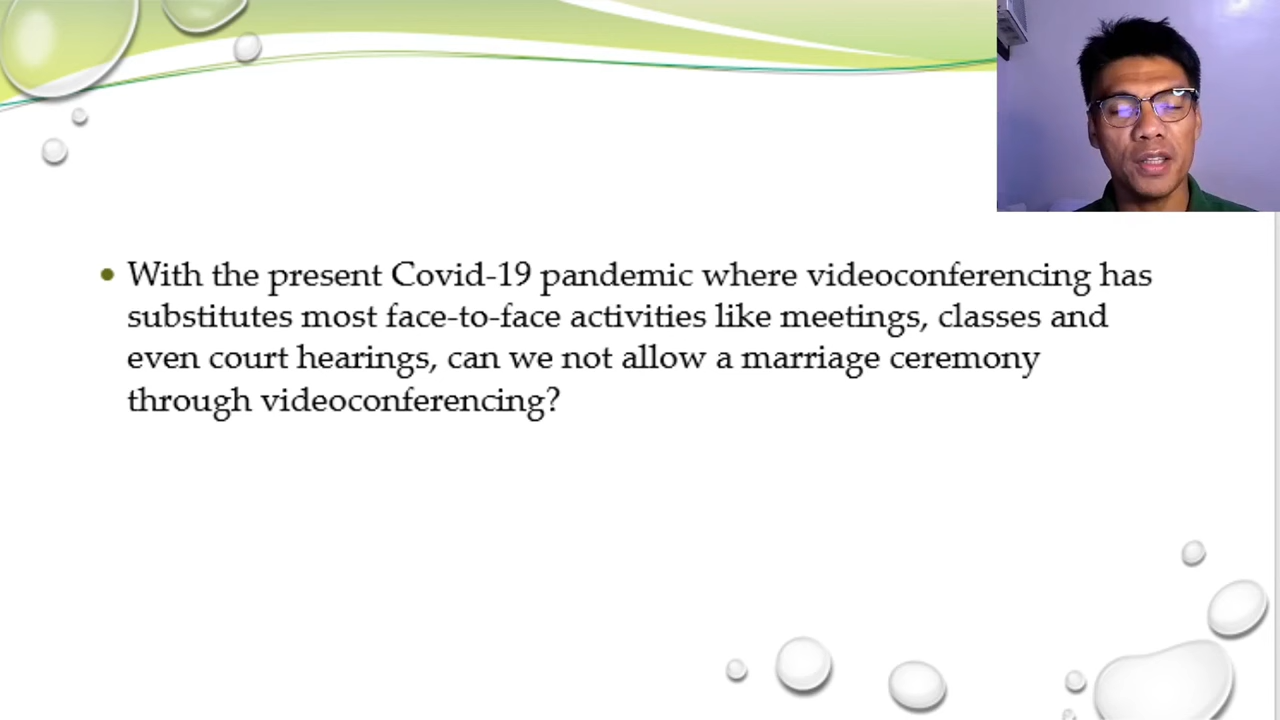 With the present Covid-19 pandemic where videoconferencing has
substitutes most face-to-face activities like meetings, classes and
even court hearings, can we not allow a marriage ceremony
through videoconferencing?